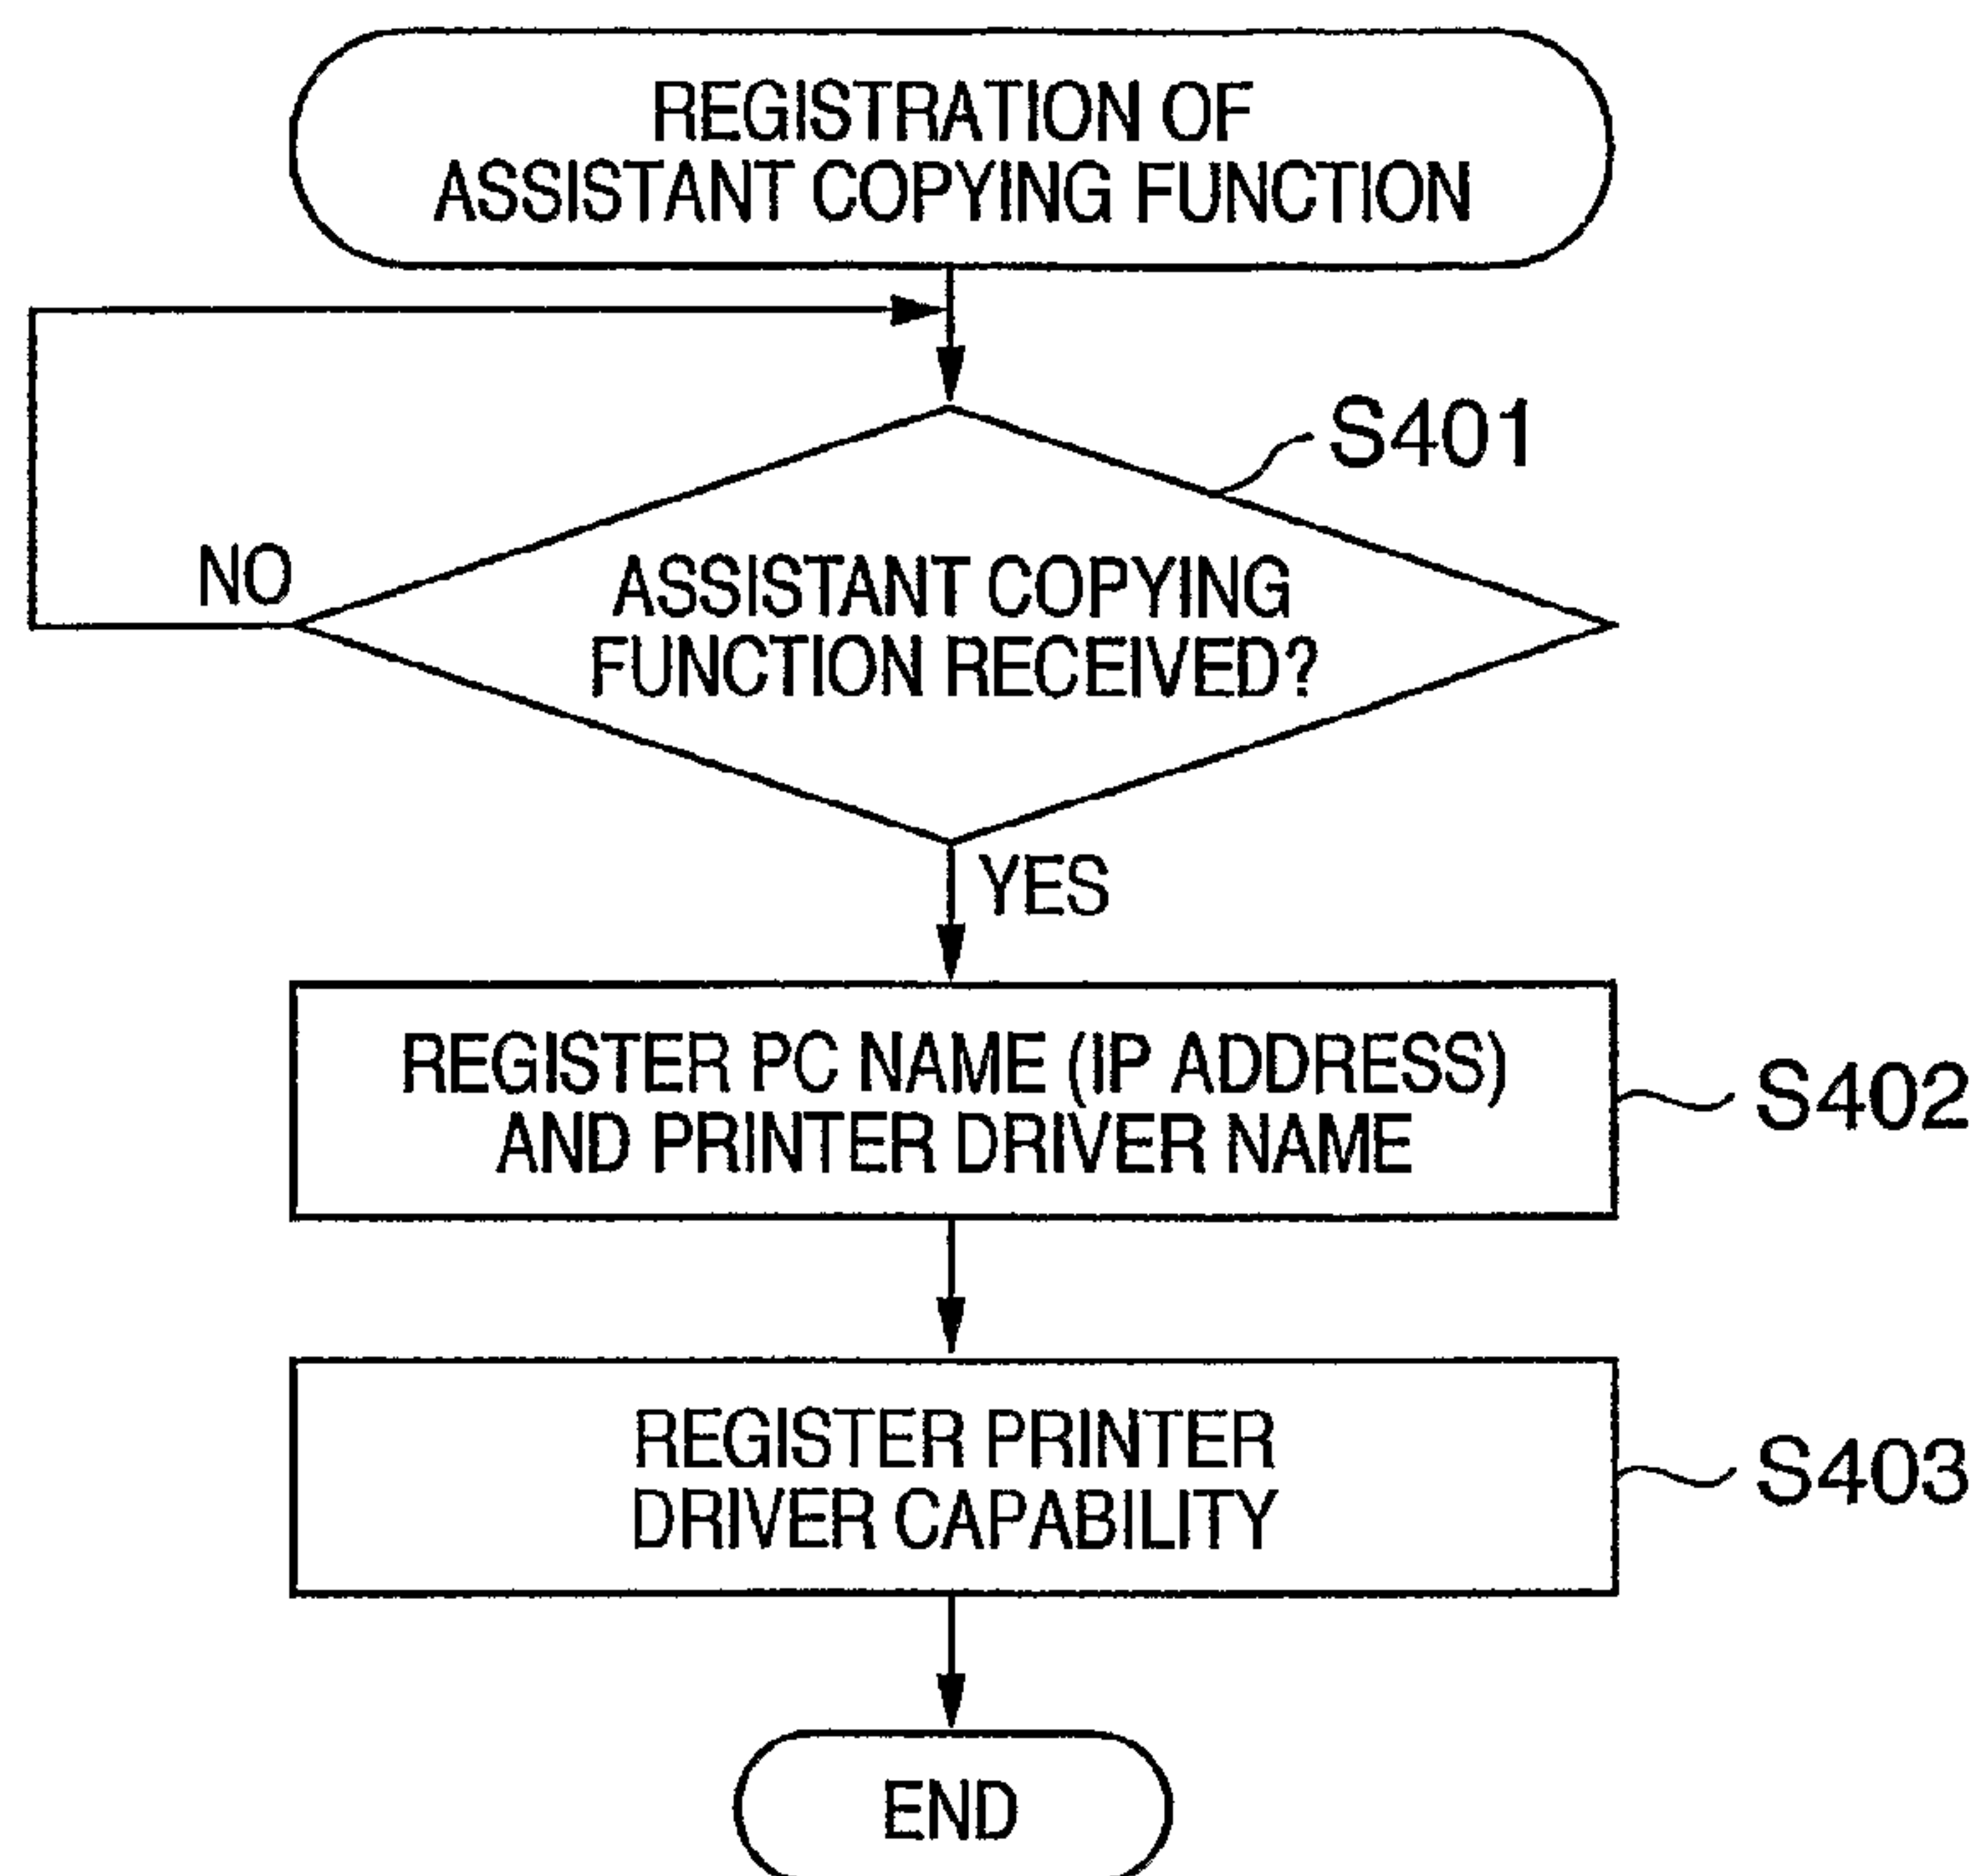 REGISTRATION OF
ASSISTANT COPYING FUNCTION
S401
NO
ASSISTANT COPYING
FUNCTION RECEIVED?
YES
REGISTER PC NAME (IP ADDRESS)
AND PRINTER DRIVER NAME
S402
REGISTER PRINTER
DRIVER CAPABILITY
S403
END